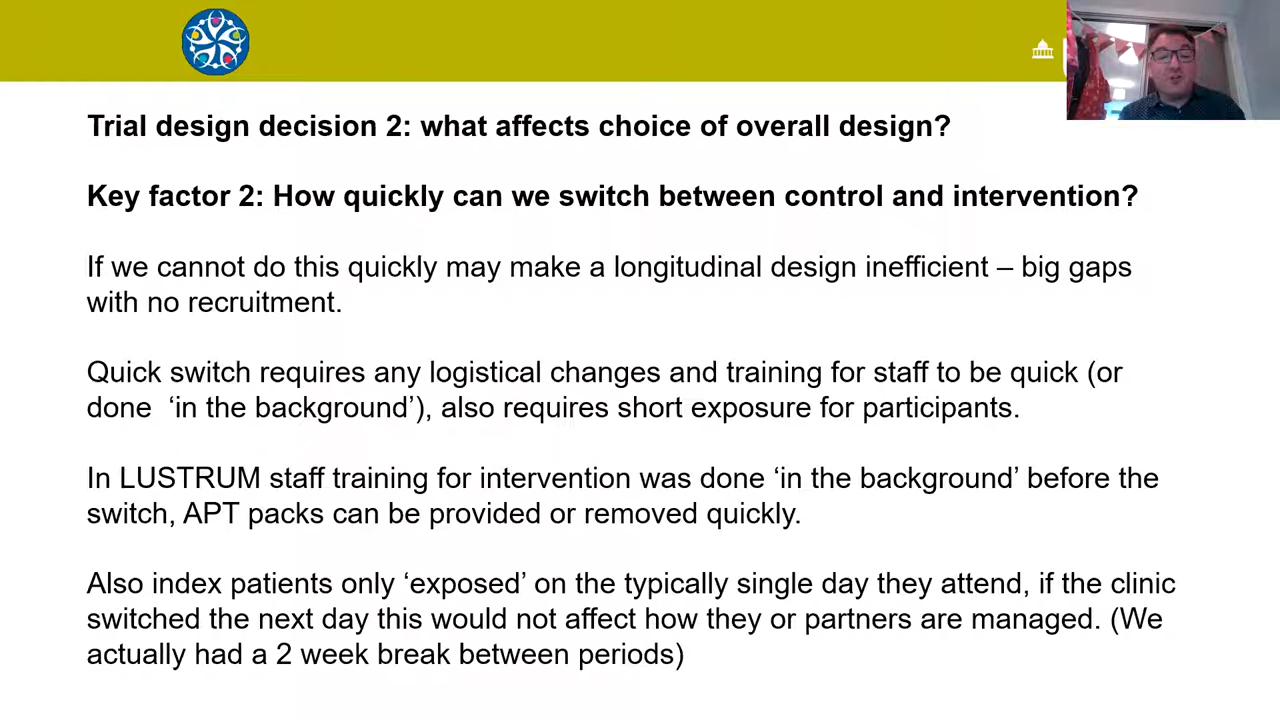 Trial design decision 2: what affects choice of overall design?
Key factor 2: How quickly can we switch between control and intervention?
If we cannot do this quickly may make a longitudinal design inefficient – big gaps
with no recruitment.
Quick switch requires any logistical changes and training for staff to be quick (or
done ‘in the background’), also requires short exposure for participants.
In LUSTRUM staff training for intervention was done ‘in the background’ before the
switch, APT packs can be provided or removed quickly.
Also index patients only ‘exposed’ on the typically single day they attend, if the clinic
switched the next day this would not affect how they or partners are managed. (We
actually had a 2 week break between periods)